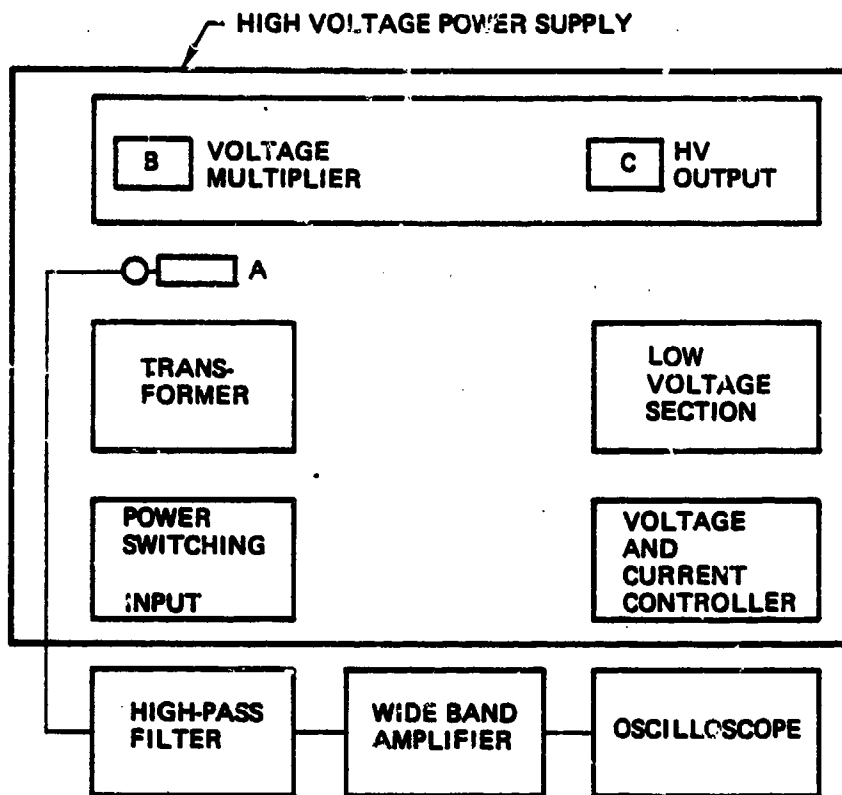 HIGH VOLTAGE POWER SUPPLY
B
VOLTAGE
MULTIPLIER
C
HV
OUTPUT
A
TRANS-
FORMER
LOW
VOLTAGE
SECTION
POWER
SWITCHING
INPUT
VOLTAGE
AND
CURRENT
CONTROLLER
HIGH-PASS
FILTER
WIDE BAND
AMPLIFIER
OSCILLOSCOPE